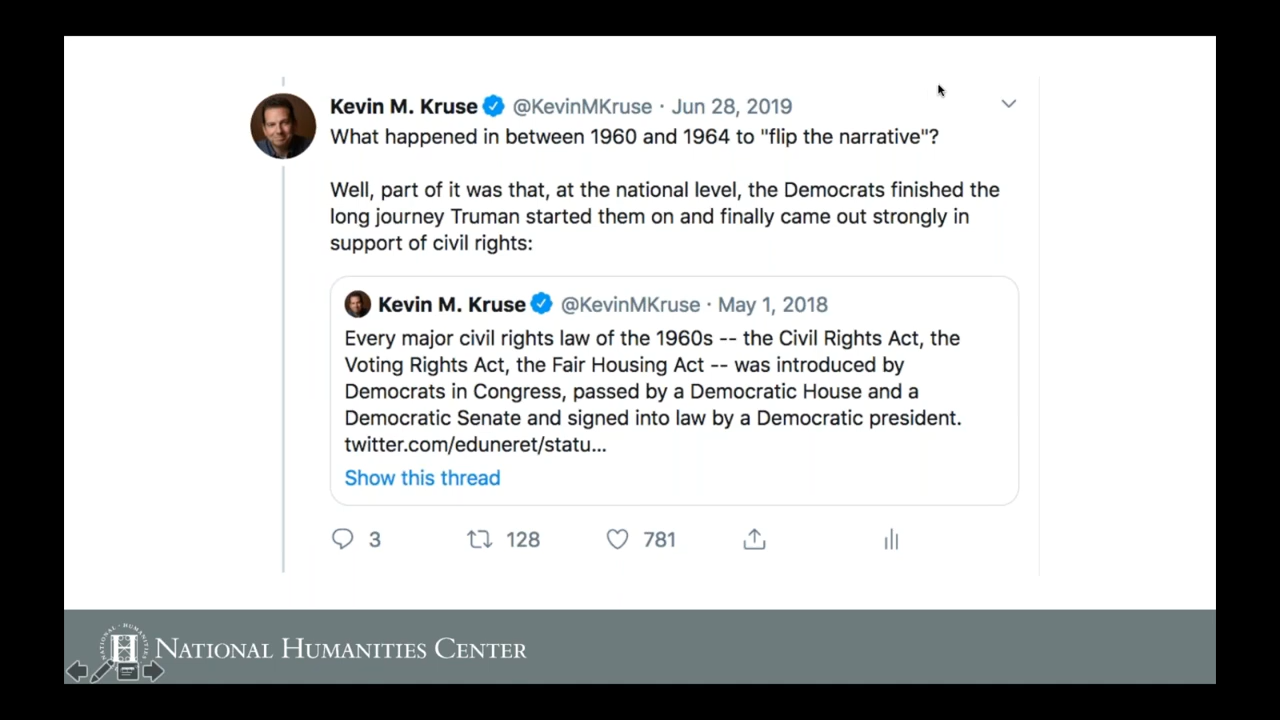 Kevin M. Kruse @KevinMKruse · Jun 28, 2019
What happened in between 1960 and 1964 to "flip the narrative"?
Well, part of it was that, at the national level, the Democrats finished the
long journey Truman started them on and finally came out strongly in
support of civil rights:
Kevin M. Kruse @KevinMKruse · May 1, 2018
Every major civil rights law of the 1960s -- the Civil Rights Act, the
Voting Rights Act, the Fair Housing Act -- was introduced by
Democrats in Congress, passed by a Democratic House and a
Democratic Senate and signed into law by a Democratic president.
twitter.com/eduneret/statu...
Show this thread
3 128 781
NATIONAL HUMANITIES CENTER